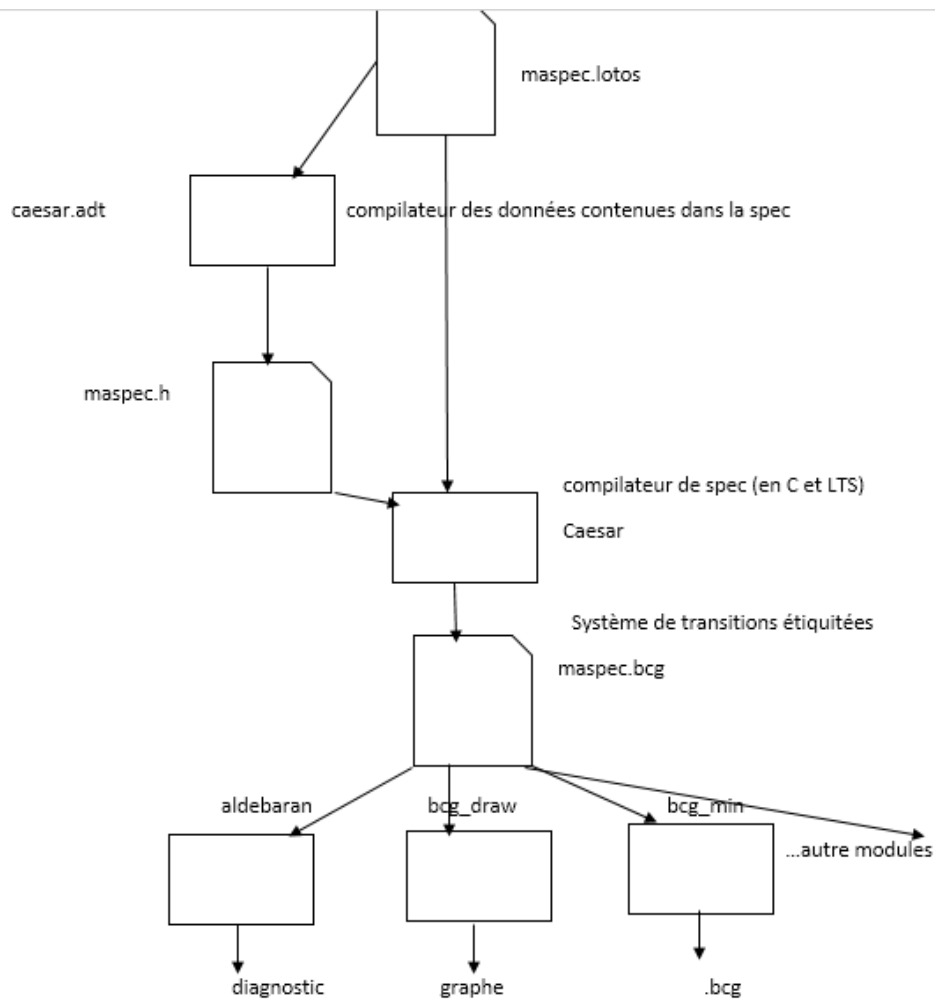 maspec.lotos
caesar.adt
compilateur des données contenues dans la spec
maspec.h
compilateur de spec (en C et LTS)
Caesar
Système de transitions étiquitées
maspec.bcg
aldebaran
bcg_draw
bcg_min
...autre modules
diagnostic
graphe
.bcg